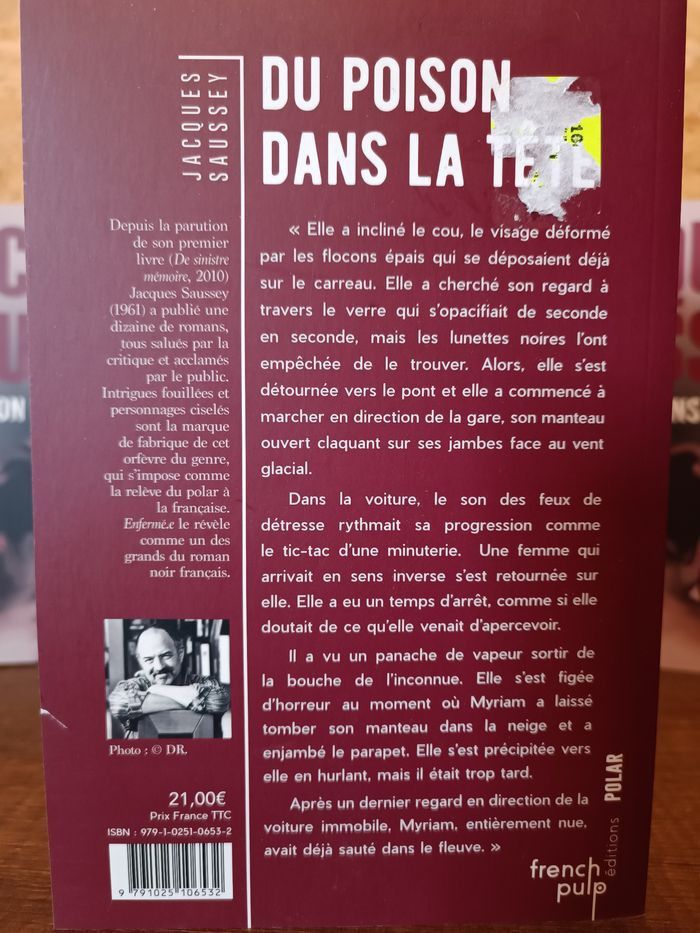 JACQUES
SAUSSEY
DU POISON
DANS LA TÊTE
10
Depuis la parution
de son premier
livre (De sinistre
mémoire, 2010)
Jacques Saussey
(1961) a publié une
dizaine de romans,
tous salués par la
critique et acclamés
par le public.
Intrigues fouillées et
personnages ciselés
sont la marque
de fabrique de cet
orfèvre du genre,
qui s'impose comme
la relève du polar à
la française.
Enfermé.e le révèle
comme un des
grands du roman
noir français.
Photo : © DR.
21,00€
Prix France TTC
ISBN : 979-1-0251-0653-2
9 791025 106532
« Elle a incliné le cou, le visage déformé
par les flocons épais qui se déposaient déjà
sur le carreau. Elle a cherché son regard à
travers le verre qui s'opacifiait de seconde
en seconde, mais les lunettes noires l'ont
empêchée de le trouver. Alors, elle s'est
détournée vers le pont et elle a commencé à
marcher en direction de la gare, son manteau
ouvert claquant sur ses jambes face au vent
glacial.
Dans la voiture, le son des feux de
détresse rythmait sa progression comme
le tic-tac d'une minuterie. Une femme qui
arrivait en sens inverse s'est retournée sur
elle. Elle a eu un temps d'arrêt, comme si elle
doutait de ce qu'elle venait d'apercevoir.
Il a vu un panache de vapeur sortir de
la bouche de l'inconnue. Elle s'est figée
d'horreur au moment où Myriam a laissé
tomber son manteau dans la neige et a
enjambé le parapet. Elle s'est précipitée vers
elle en hurlant, mais il était trop tard.
Après un dernier regard en direction de la
voiture immobile, Myriam, entièrement nue,
avait déjà sauté dans le fleuve. »
french
pulp
éditions POLAR